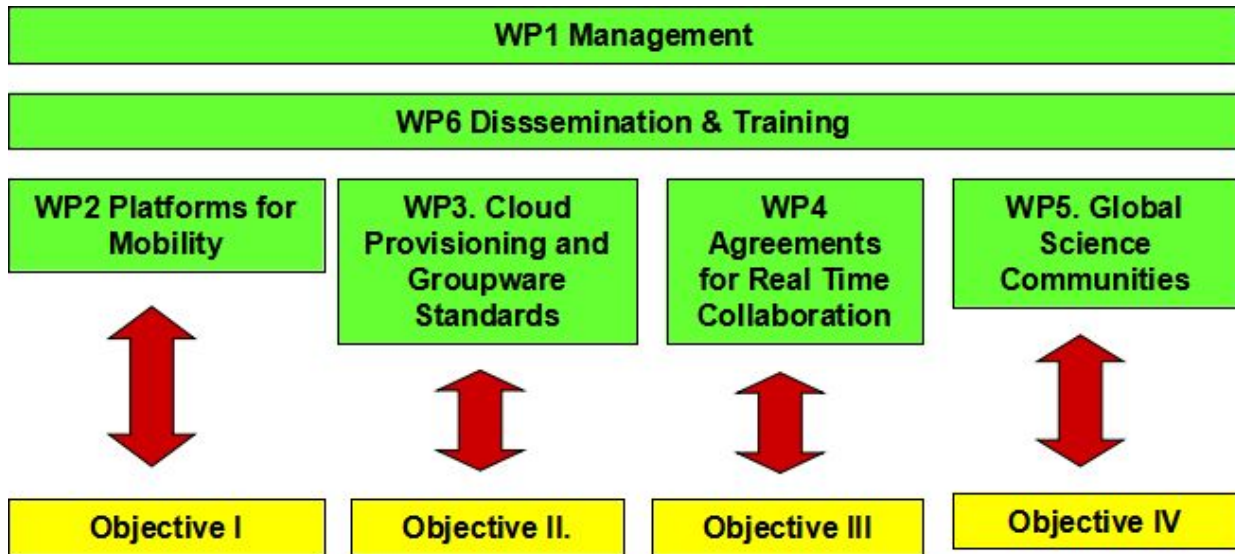 WP1 Management
WP6 Disssemination & Training
WP2 Platforms for
Mobility
WP3. Cloud
Provisioning and
Groupware
Standards
WP4
Agreements
for Real Time
Collaboration
WP5. Global
Science
Communities
Objective I
Objective II.
Objective III
Objective IV